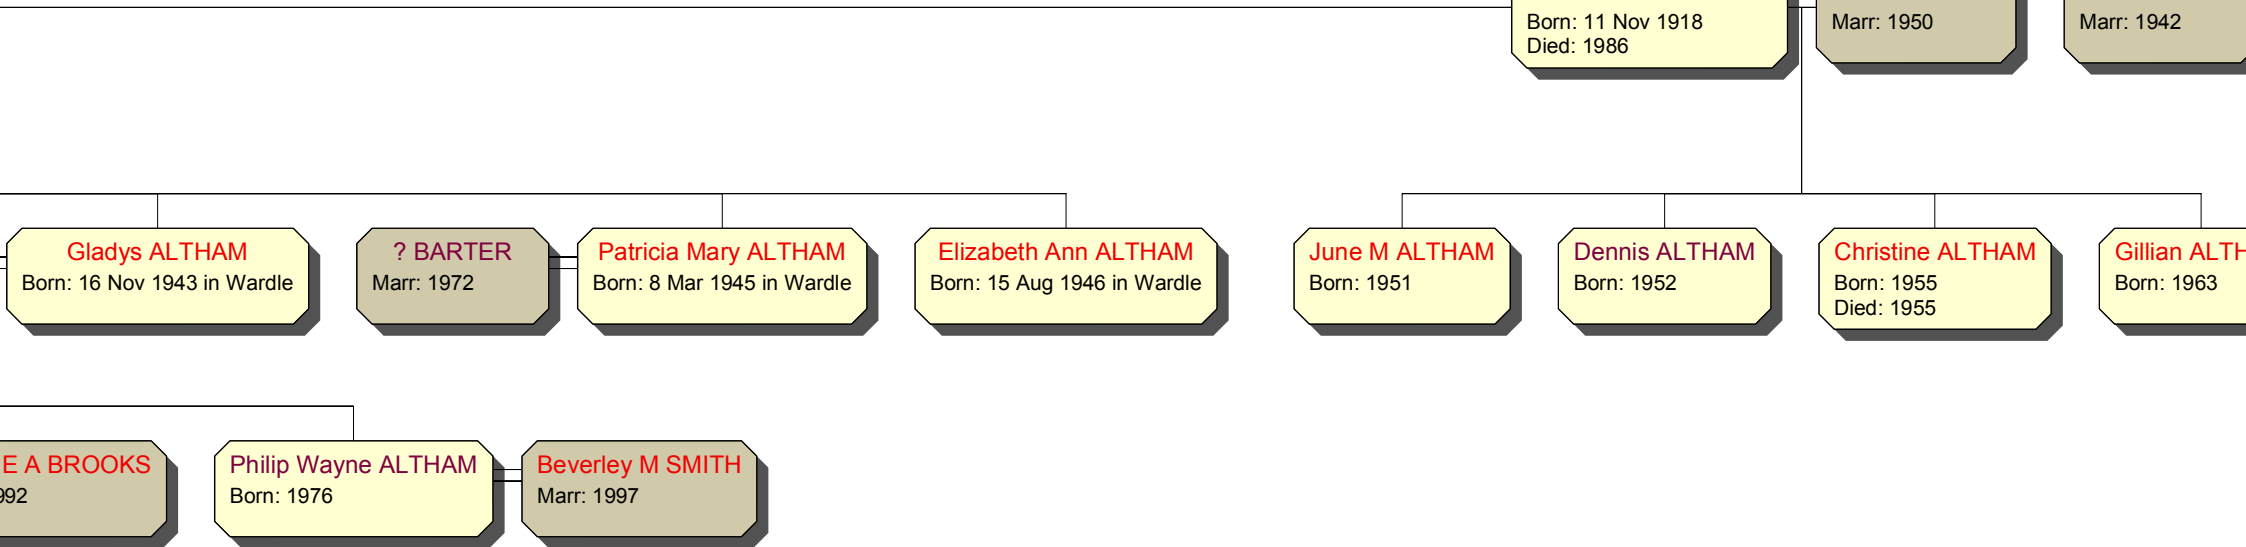 Born: 11 Nov 1918
Died: 1986
Marr: 1950
Marr: 1942
Gladys ALTHAM
Born: 16 Nov 1943 in Wardle
? BARTER
Marr: 1972
Patricia Mary ALTHAM
Born: 8 Mar 1945 in Wardle
Elizabeth Ann ALTHAM
Born: 15 Aug 1946 in Wardle
June M ALTHAM
Born: 1951
Dennis ALTHAM
Born: 1952
Christine ALTHAM
Born: 1955
Died: 1955
Gillian ALTH
Born: 1963
E A BROOKS
992
Philip Wayne ALTHAM
Born: 1976
Beverley M SMITH
Marr: 1997